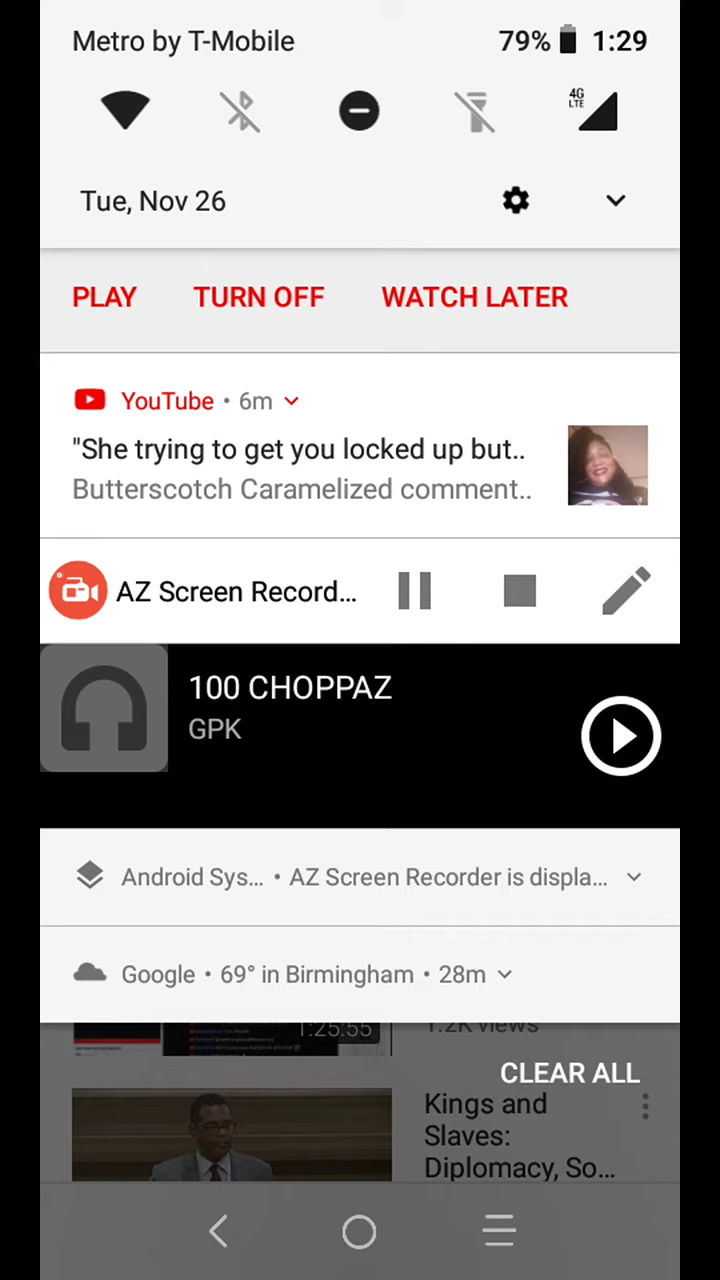 Metro by T-Mobile 79% 1:29
4G
LTE
Tue, Nov 26
PLAY TURN OFF WATCH LATER
YouTube • 6m
"She trying to get you locked up but..
Butterscotch Caramelized comment..
AZ Screen Record...
100 CHOPPAZ
GPK
Android Sys... • AZ Screen Recorder is displa...
Google • 69° in Birmingham • 28m
1:25:55 1.2K views
CLEAR ALL
Kings and
Slaves:
Diplomacy, So...